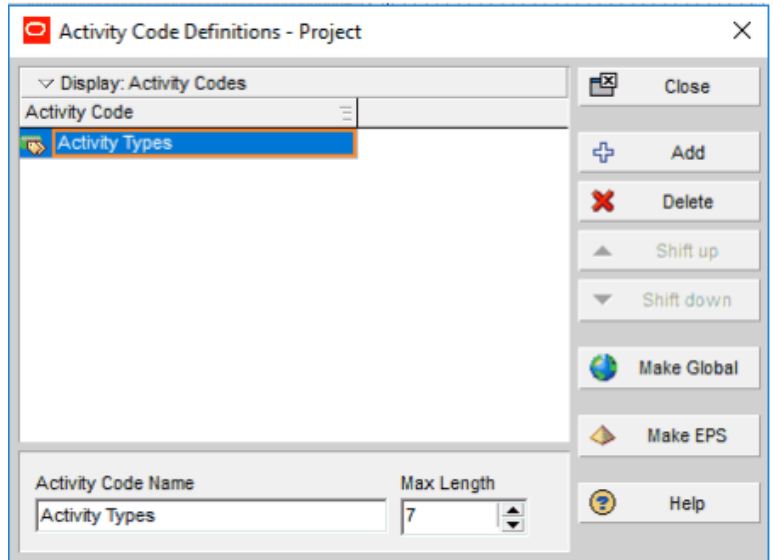 Activity Code Definitions - Project
Display: Activity Codes
Activity Code
Activity Types
Close
Add
Delete
Shift up
Shift down
Make Global
Make EPS
Help
Activity Code Name
Max Length
Activity Types
7